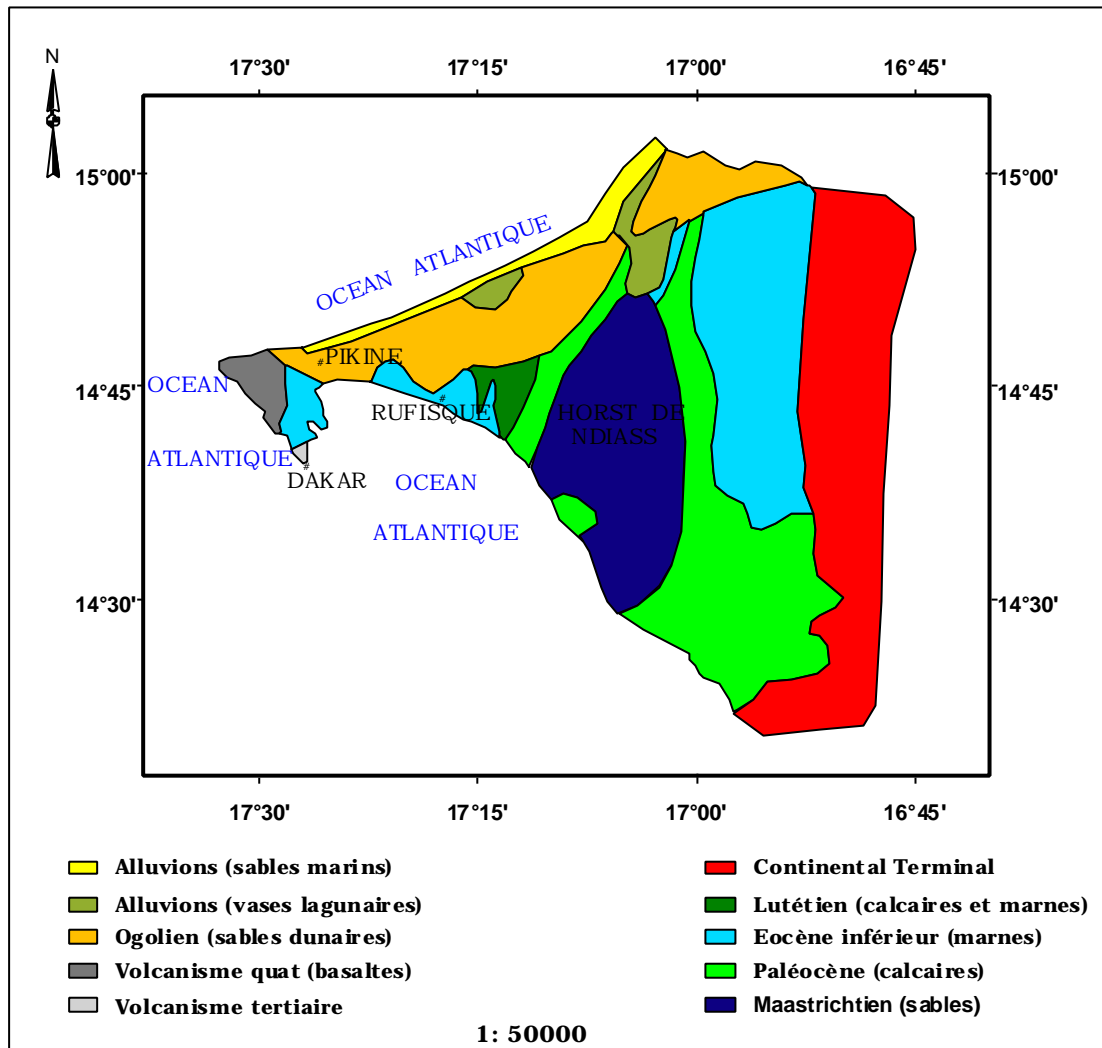 N
17°30' 17°15' 17°00' 16°45'
15°00' 15°00'
OCEAN ATLANTIQUE
#PIKINE
OCEAN
14°45' 14°45'
#
RUFISQUE
HORST DE
NDIASS
ATLANTIQUE
#
DAKAR
OCEAN
ATLANTIQUE
14°30' 14°30'
17°30' 17°15' 17°00' 16°45'
Alluvions (sables marins)
Alluvions (vases lagunaires)
Ogolien (sables dunaires)
Volcanisme quat (basaltes)
Volcanisme tertiaire
Continental Terminal
Lutétien (calcaires et marnes)
Eocène inférieur (marnes)
Paléocène (calcaires)
Maastrichtien (sables)
1: 50000